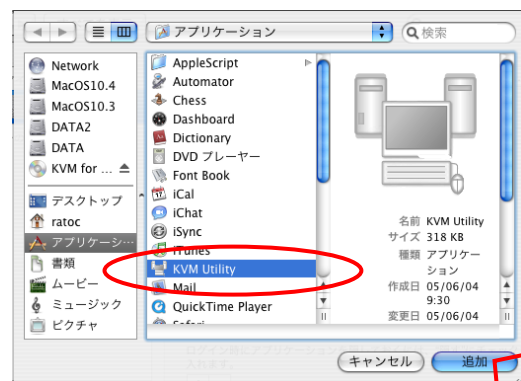 アプリケーション
検索
Network
MacOS10.4
MacOS10.3
DATA2
DATA
KVM for ...
デスクトップ
ratoc
アプリケーシ…
書類
ムービー
ミュージック
ピクチャ
AppleScript
Automator
Chess
Dashboard
Dictionary
DVD プレーヤー
Font Book
iCal
iChat
iSync
iTunes
KVM Utility
Mail
QuickTime Player
Safari
名前 KVM Utility
サイズ 318 KB
種類 アプリケー
ション
作成日 05/06/04
9:30
変更日 05/06/04
キャンセル
追加